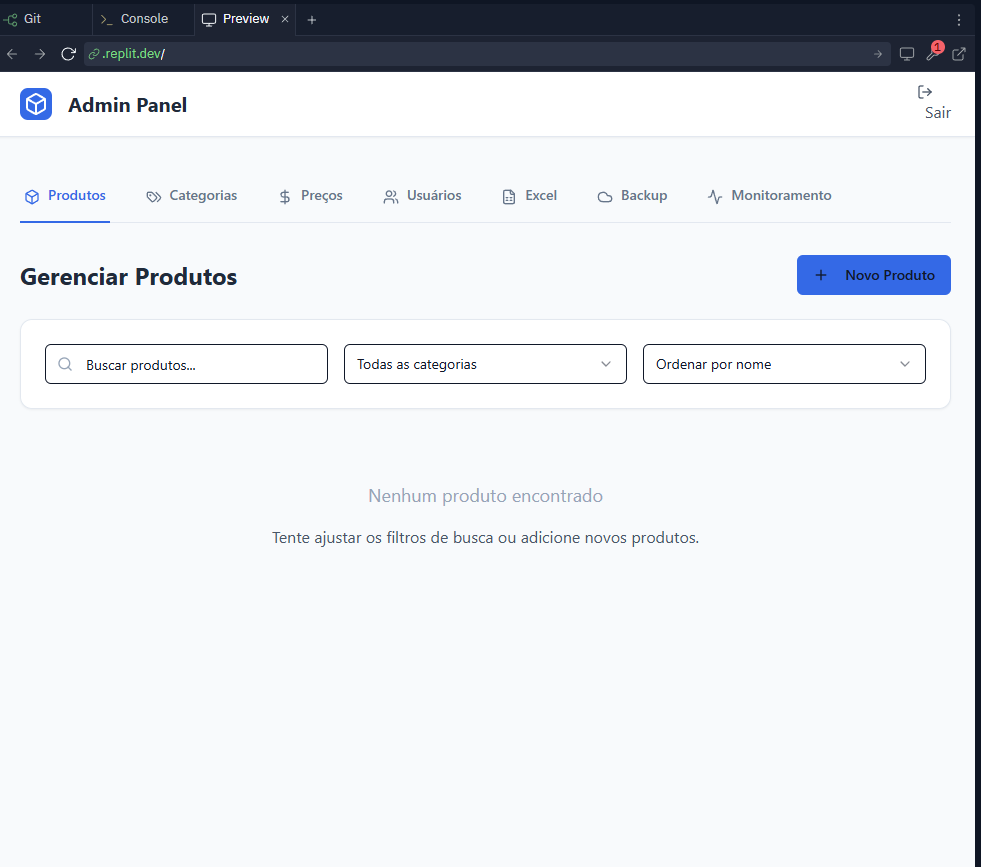 Git
Console
Preview
.replit.dev/
1
Admin Panel
Sair
Produtos
Categorias
Preços
Usuários
Excel
Backup
Monitoramento
Gerenciar Produtos
Novo Produto
Buscar produtos...
Todas as categorias
Ordenar por nome
Nenhum produto encontrado
Tente ajustar os filtros de busca ou adicione novos produtos.